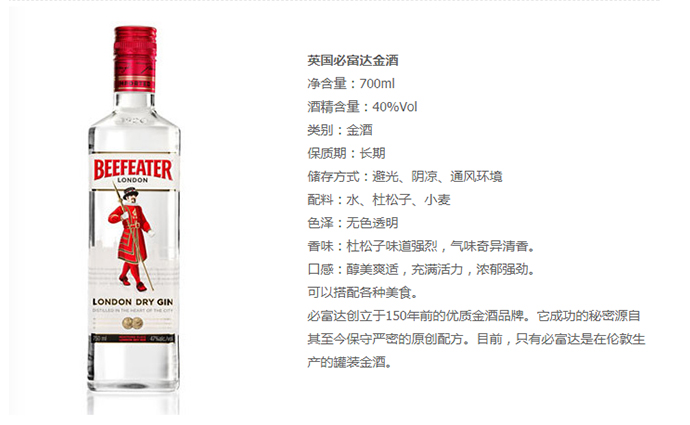 BEEFEATER
LONDON
LONDON DRY GIN
DISTILLED IN THE HEART OF THE CITY
750 ml
47%alc/vol
英国必富达金酒
净含量：700ml
酒精含量：40%Vol
类别：金酒
保质期：长期
储存方式：避光、阴凉、通风环境
配料：水、杜松子、小麦
色泽：无色透明
香味：杜松子味道强烈，气味奇异清香。
口感：醇美爽适，充满活力，浓郁强劲。
可以搭配各种美食。
必富达创立于150年前的优质金酒品牌。它成功的秘密源自
其至今保守严密的原创配方。目前，只有必富达是在伦敦生
产的罐装金酒。